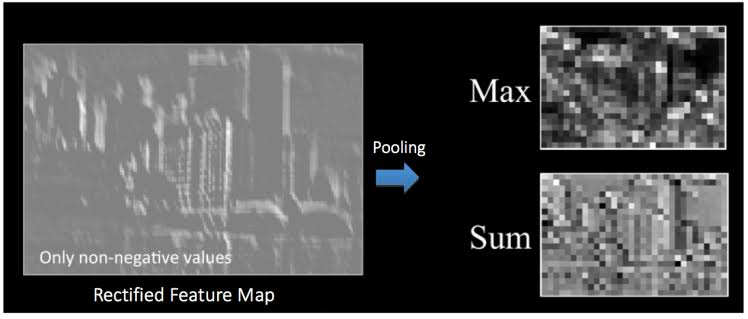 Max
Pooling
Sum
Only non-negative values
Rectified Feature Map